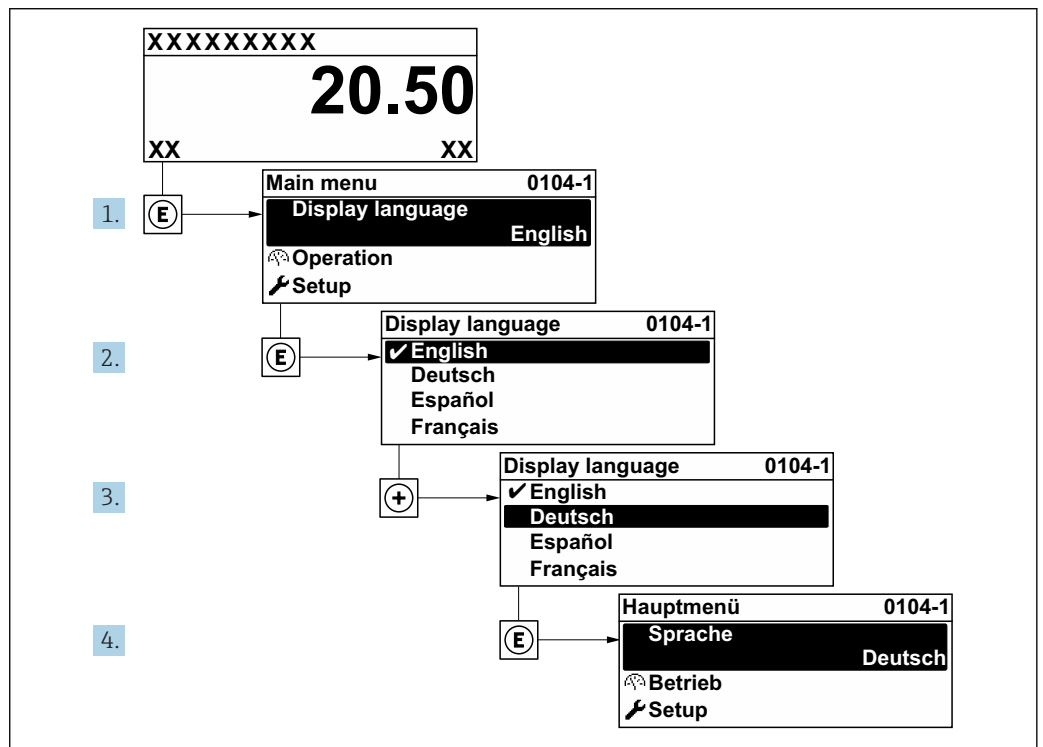 XXXXXXXXX
20.50
XX XX
1. E
Main menu 0104-1
Display language
English
Operation
Setup
2. E
Display language 0104-1
✔English
Deutsch
Español
Français
3. +
Display language 0104-1
✔English
Deutsch
Español
Français
4. E
Hauptmenü 0104-1
Sprache
Deutsch
Betrieb
Setup